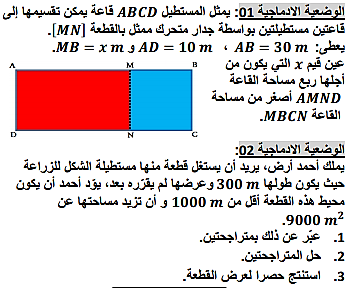 الوضعية الادماجية 01: يمثل المستطيل ABCD قاعة يمكن تقسيمها إلى
قاعتين مستطيلتين بواسطة جدار متحرك ممثل بالقطعة [MN].
يعطى: AB = 30 m ، AD = 10 m و MB = x m.
عين قيم x التي يكون من
أجلها ربع مساحة القاعة
AMND أصغر من مساحة
القاعة MBCN.
A M B
D N C
الوضعية الادماجية 02:
يملك أحمد أرض، يريد أن يستغل قطعة منها مستطيلة الشكل للزراعة
حيث يكون طولها 300 m وعرضها لم يقرّره بعد، يوّد أحمد أن يكون
محيط هذه القطعة أقل من 1000 m و أن تزيد مساحتها عن
9000 m².
1. عبّر عن ذلك بمتراجحتين.
2. حل المتراجحتين.
3. استنتج حصرا لعرض القطعة.